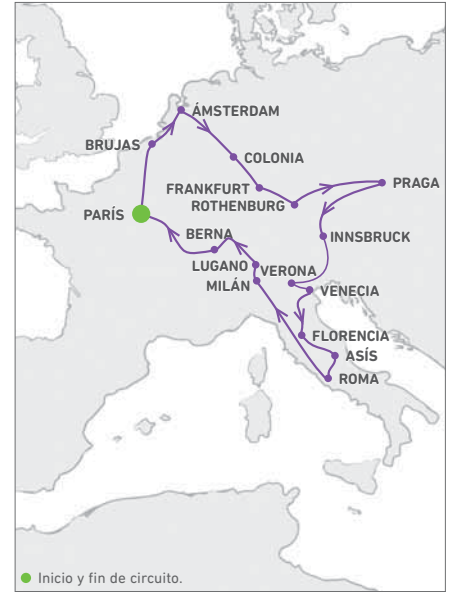 ÁMSTERDAM
BRUJAS
COLONIA
FRANKFURT
PRAGA
ROTHENBURG
PARÍS
BERNA
INNSBRUCK
LUGANO
VERONA
MILÁN
VENECIA
FLORENCIA
ASÍS
ROMA
Inicio y fin de circuito.